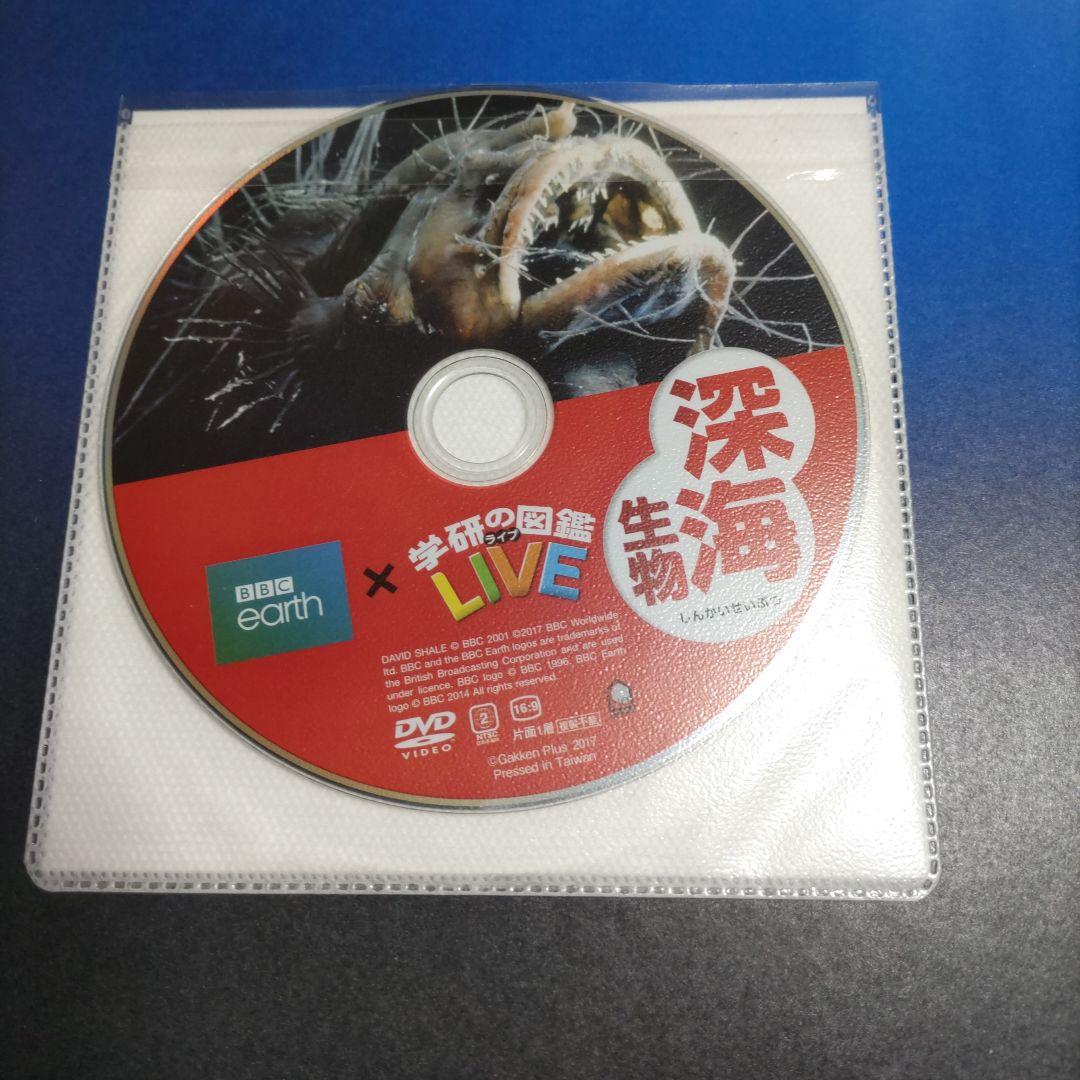 深海
生物
しんかいせいぶつ
学研の図鑑
ライブ
LIVE
×
BBC
earth
DAVID SHALE © BBC 2001 ©2017 BBC Worldwide
ltd. BBC and the BBC Earth logos are trademarks of
the British Broadcasting Corporation and are used
under licence. BBC logo © BBC 1996. BBC Earth
logo © BBC 2014 All rights reserved.
DVD
VIDEO
2
NTSC
16:9
片面1層
複製不能
©Gakken Plus 2017
Pressed in Taiwan